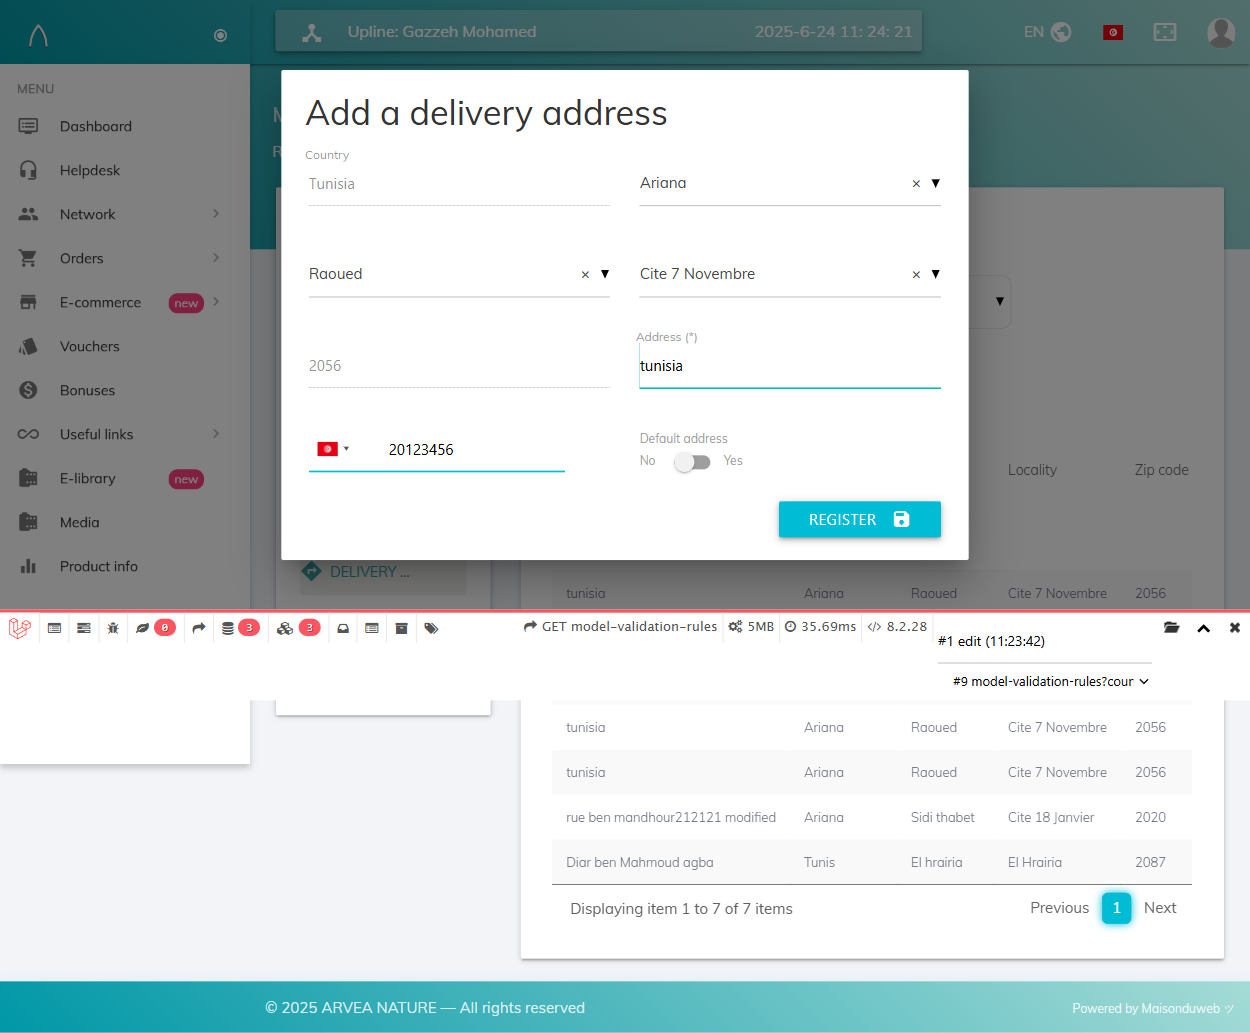 Upline: Gazzeh Mohamed
2025-6-24 11: 24: 21
EN
MENU
Dashboard
Helpdesk
Network
Orders
E-commerce new
Vouchers
Bonuses
Useful links
E-library new
Media
Product info
M
R
Add a delivery address
Country
Tunisia
Ariana
×
Raoued
×
Cite 7 Novembre
×
2056
Address (*)
tunisia
20123456
Default address
No
Yes
REGISTER
Locality
Zip code
DELIVERY ...
tunisia Ariana Raoued Cite 7 Novembre 2056
0
3
3
GET model-validation-rules
5MB
35.69ms
8.2.28
#1 edit (11:23:42)
#9 model-validation-rules?cour
tunisia Ariana Raoued Cite 7 Novembre 2056
tunisia Ariana Raoued Cite 7 Novembre 2056
rue ben mandhour212121 modified Ariana Sidi thabet Cite 18 Janvier 2020
Diar ben Mahmoud agba Tunis El hrairia El Hrairia 2087
Displaying item 1 to 7 of 7 items
Previous 1 Next
© 2025 ARVEA NATURE — All rights reserved
Powered by Maisonduweb ツ